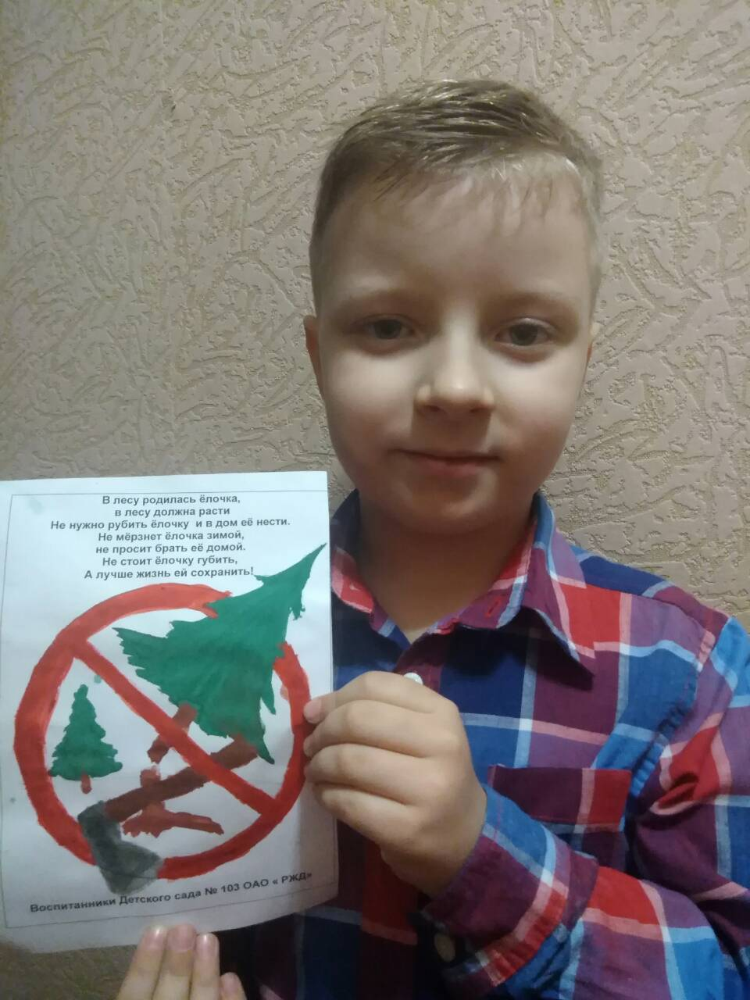 В лесу родилась ёлочка,
в лесу должна расти
Не нужно рубить ёлочку и в дом её нести.
Не мёрзнет ёлочка зимой,
не просит брать её домой.
Не стоит ёлочку губить,
А лучше жизнь ей сохранить!
Воспитанники Детского сада № 103 ОАО « РЖД»